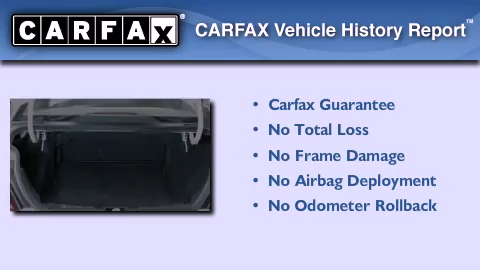 CARFAX® CARFAX Vehicle History Report™
• Carfax Guarantee
• No Total Loss
• No Frame Damage
• No Airbag Deployment
• No Odometer Rollback